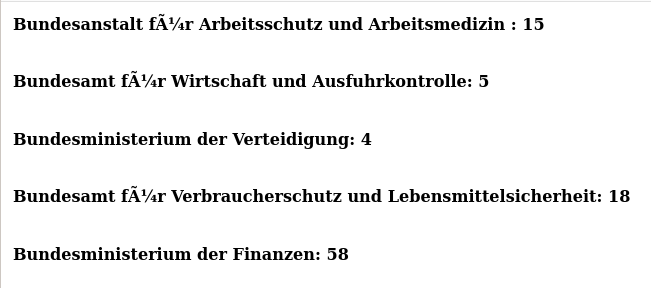 Bundesanstalt fÃ¼r Arbeitsschutz und Arbeitsmedizin : 15
Bundesamt fÃ¼r Wirtschaft und Ausfuhrkontrolle: 5
Bundesministerium der Verteidigung: 4
Bundesamt fÃ¼r Verbraucherschutz und Lebensmittelsicherheit: 18
Bundesministerium der Finanzen: 58